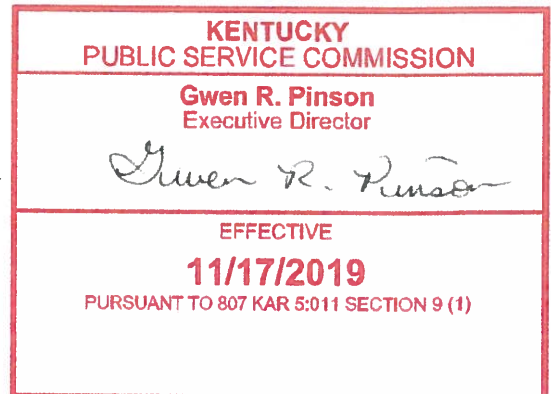 KENTUCKY
PUBLIC SERVICE COMMISSION
Gwen R. Pinson
Executive Director
Gwen R. Pinson
EFFECTIVE
11/17/2019
PURSUANT TO 807 KAR 5:011 SECTION 9 (1)